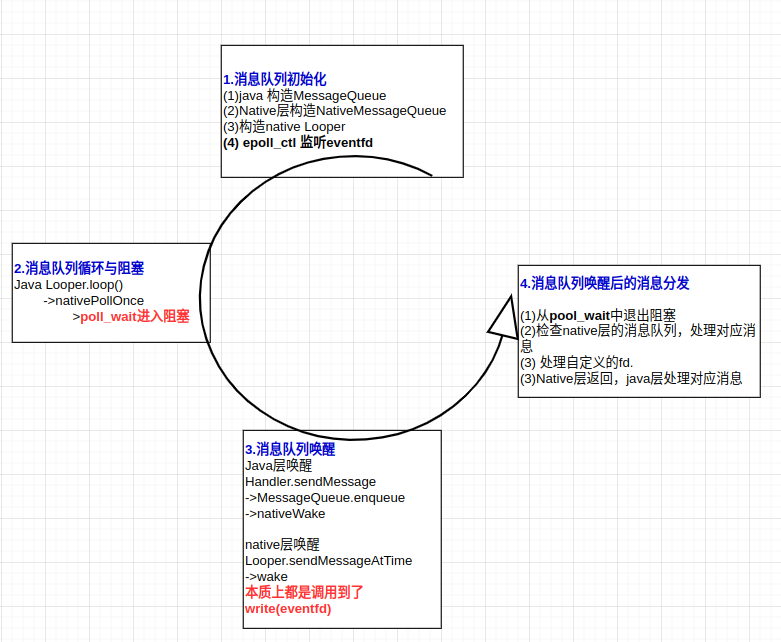 1.消息队列初始化
(1)java 构造MessageQueue
(2)Native层构造NativeMessageQueue
(3)构造native Looper
(4) epoll_ctl 监听eventfd
2.消息队列循环与阻塞
Java Looper.loop()
->nativePollOnce
>poll_wait进入阻塞
3.消息队列唤醒
Java层唤醒
Handler.sendMessage
->MessageQueue.enqueue
->nativeWake
native层唤醒
Looper.sendMessageAtTime
->wake
本质上都是调用到了
write(eventfd)
4.消息队列唤醒后的消息分发
(1)从pool_wait中退出阻塞
(2)检查native层的消息队列，处理对应消
息
(3) 处理自定义的fd.
(3)Native层返回，java层处理对应消息